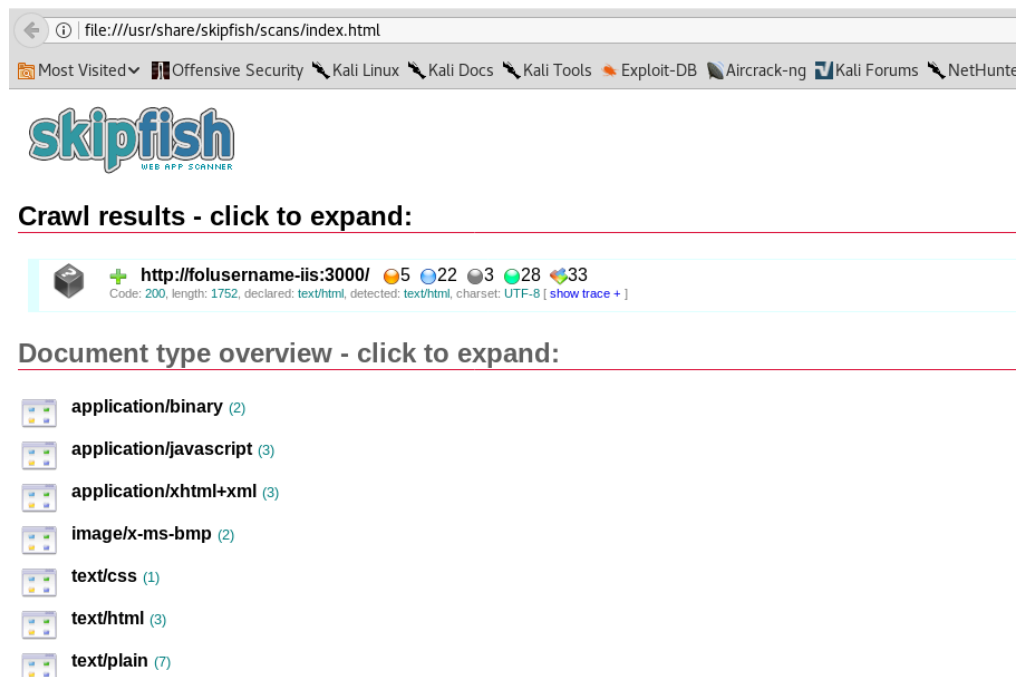 file:///usr/share/skipfish/scans/index.html
Most Visited Offensive Security Kali Linux Kali Docs Kali Tools Exploit-DB Aircrack-ng Kali Forums NetHunte
skipfish
WEB APP SCANNER
Crawl results - click to expand:
http://folusername-iis:3000/ 5 22 3 28 33
Code: 200, length: 1752, declared: text/html, detected: text/html, charset: UTF-8 [ show trace + ]
Document type overview - click to expand:
application/binary (2)
application/javascript (3)
application/xhtml+xml (3)
image/x-ms-bmp (2)
text/css (1)
text/html (3)
text/plain (7)